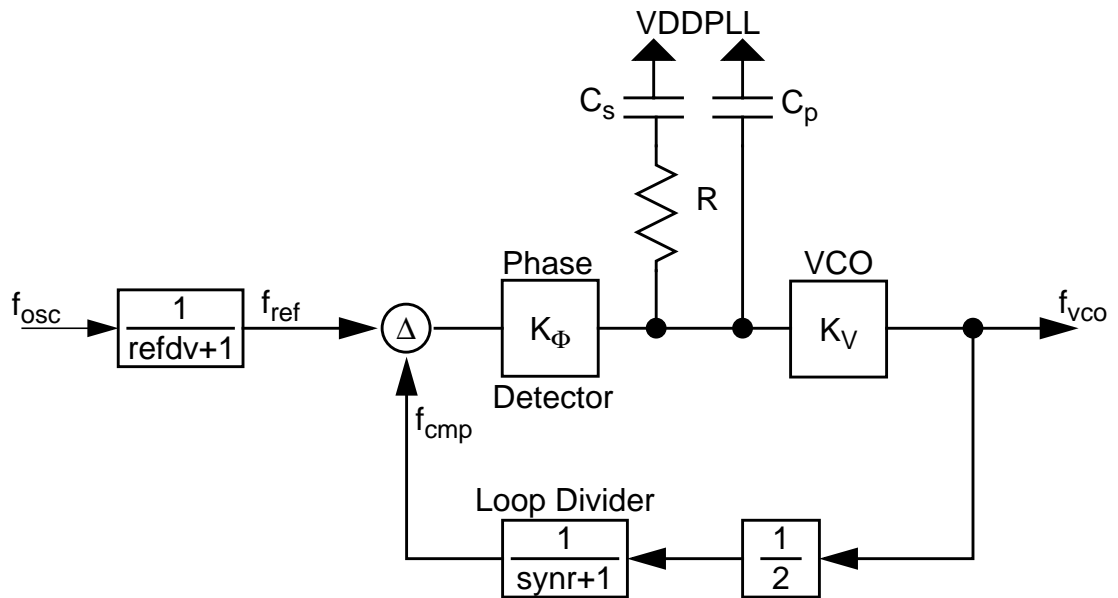 VDDPLL
Cs
Cp
R
Phase
VCO
fosc
1
refdv+1
fref
Δ
KΦ
KV
fvco
Detector
fcmp
Loop Divider
1
synr+1
1
2